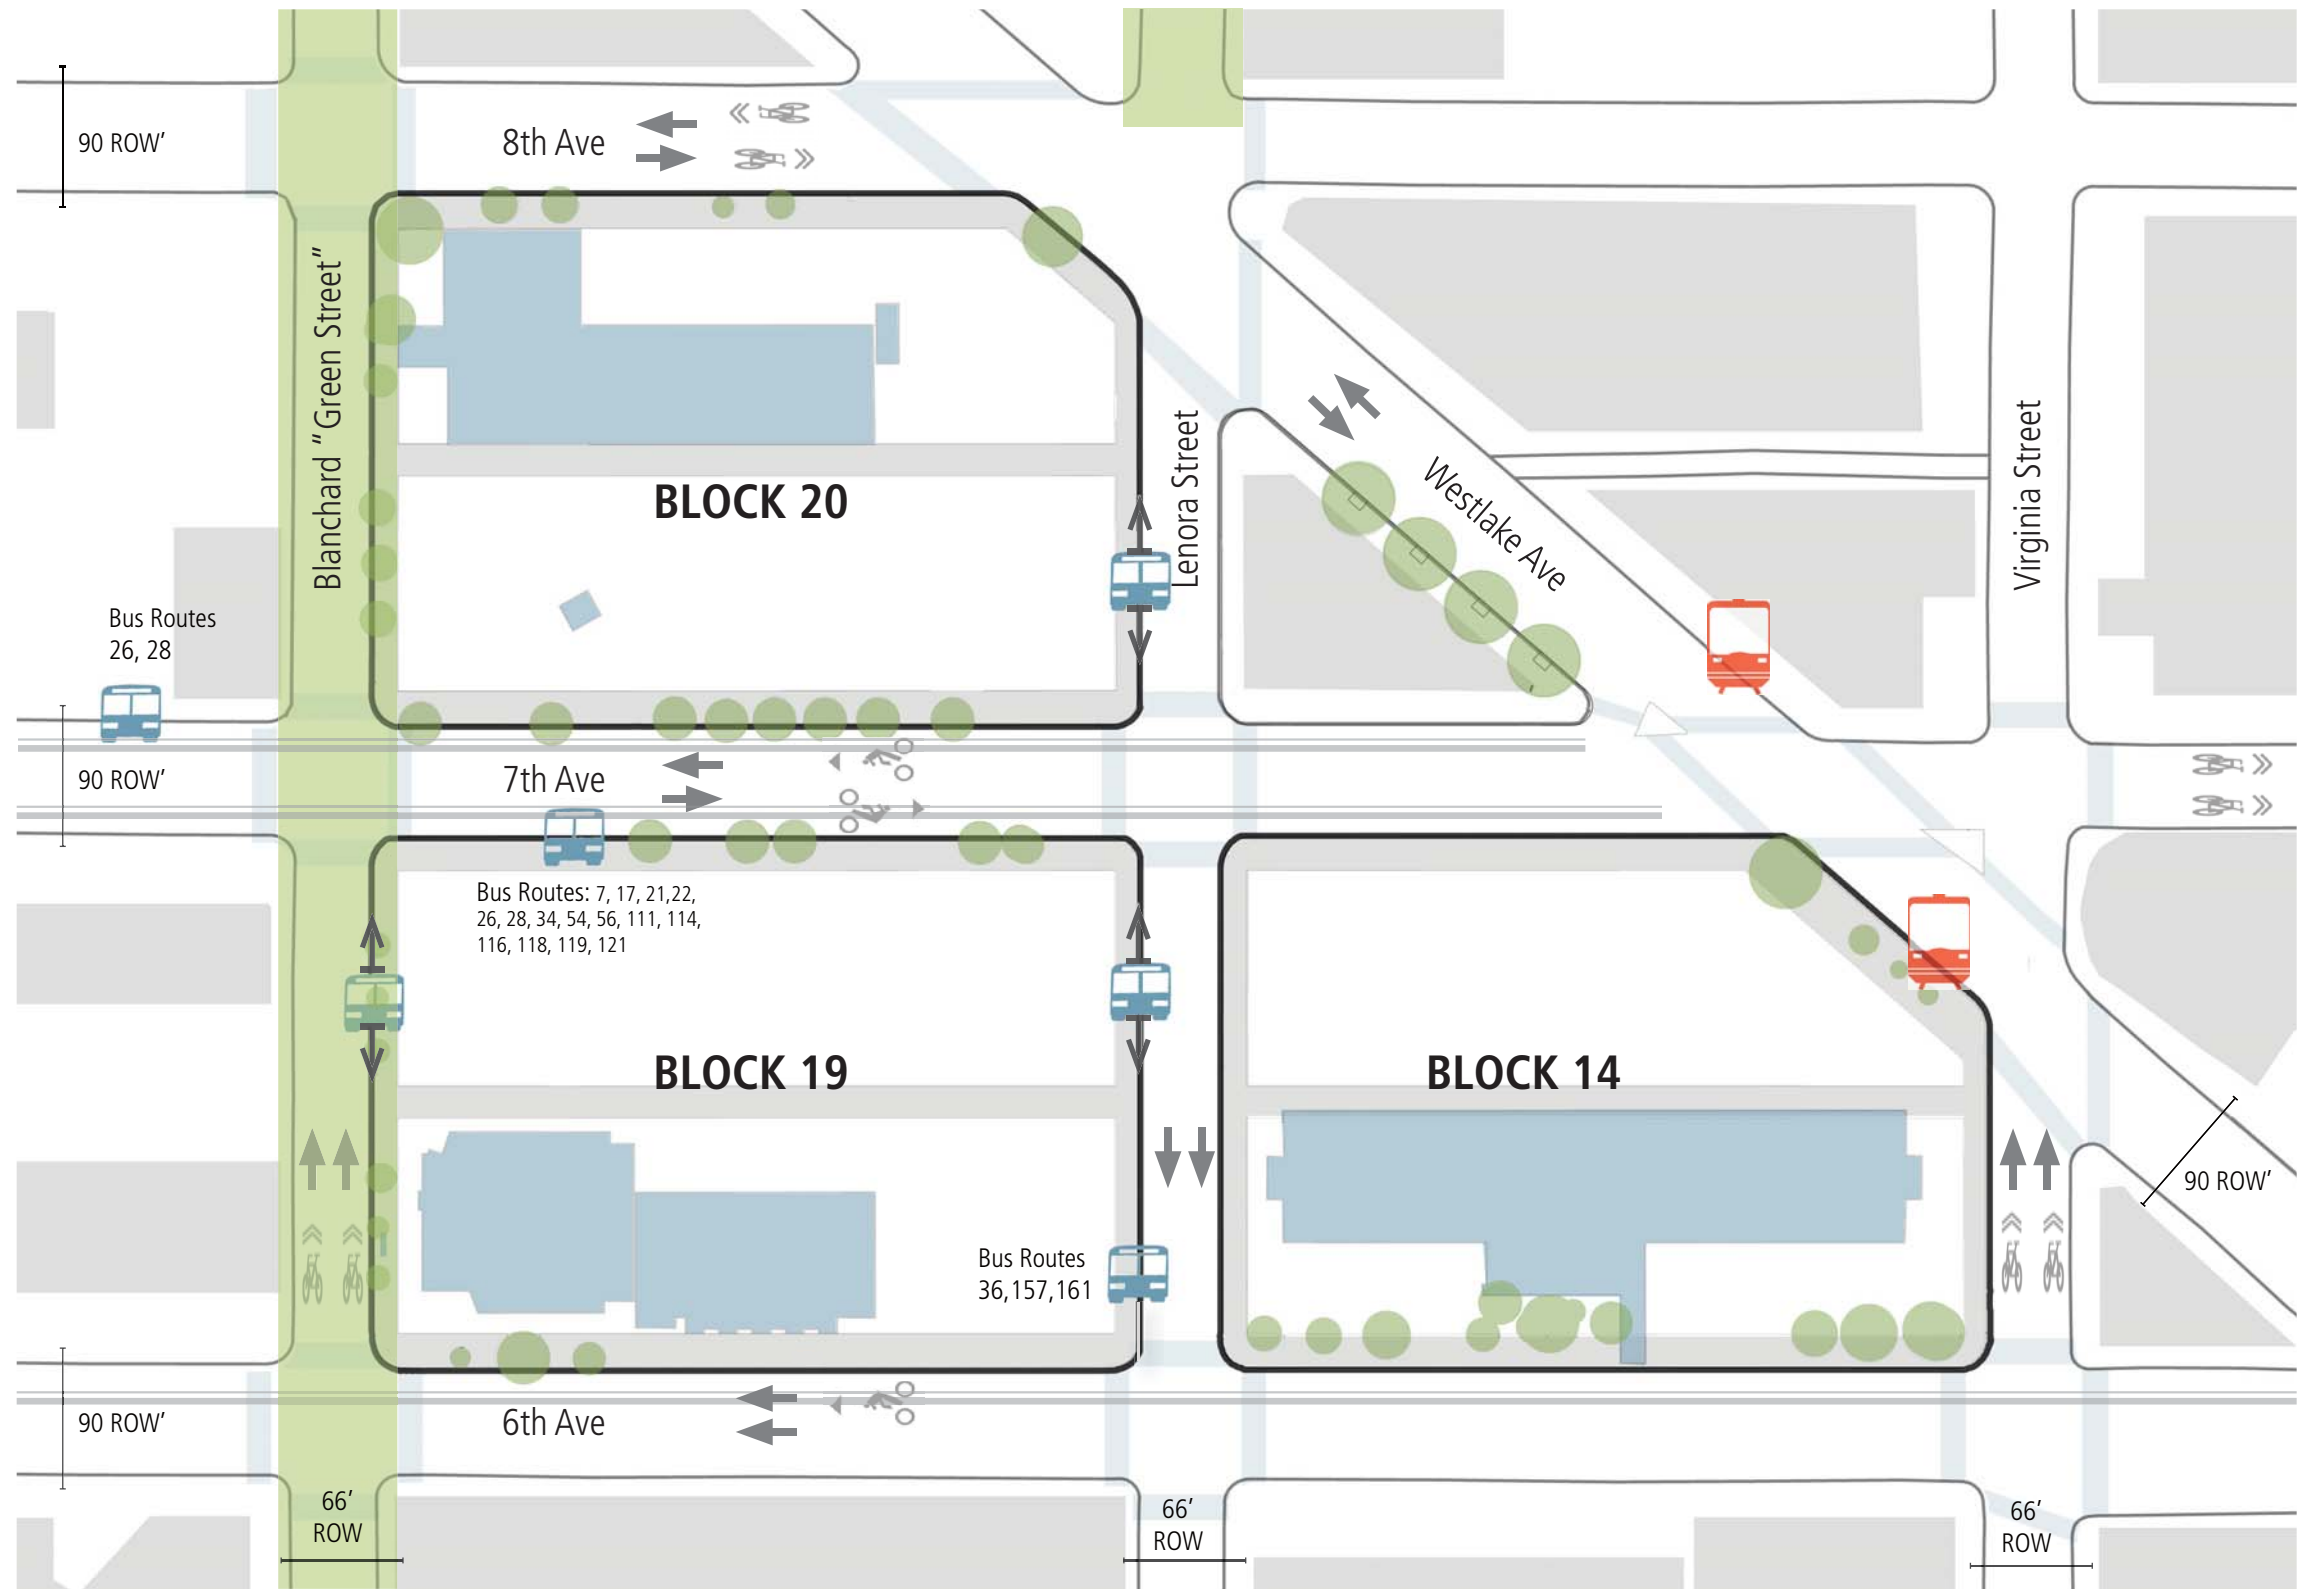 90 ROW’
8th Ave
Blanchard "Green Street"
BLOCK 20
Lenora Street
Westlake Ave
Virginia Street
Bus Routes
26, 28
90 ROW’
7th Ave
Bus Routes: 7, 17, 21,22,
26, 28, 34, 54, 56, 111, 114,
116, 118, 119, 121
BLOCK 19
BLOCK 14
90 ROW’
Bus Routes
36,157,161
90 ROW’
6th Ave
66’
ROW
66’
ROW
66’
ROW